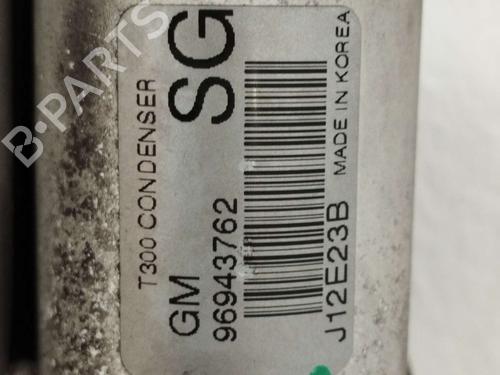 T300 CONDENSER
GM SG
96943762
J12E23B MADE IN KOREA
B-PARTS